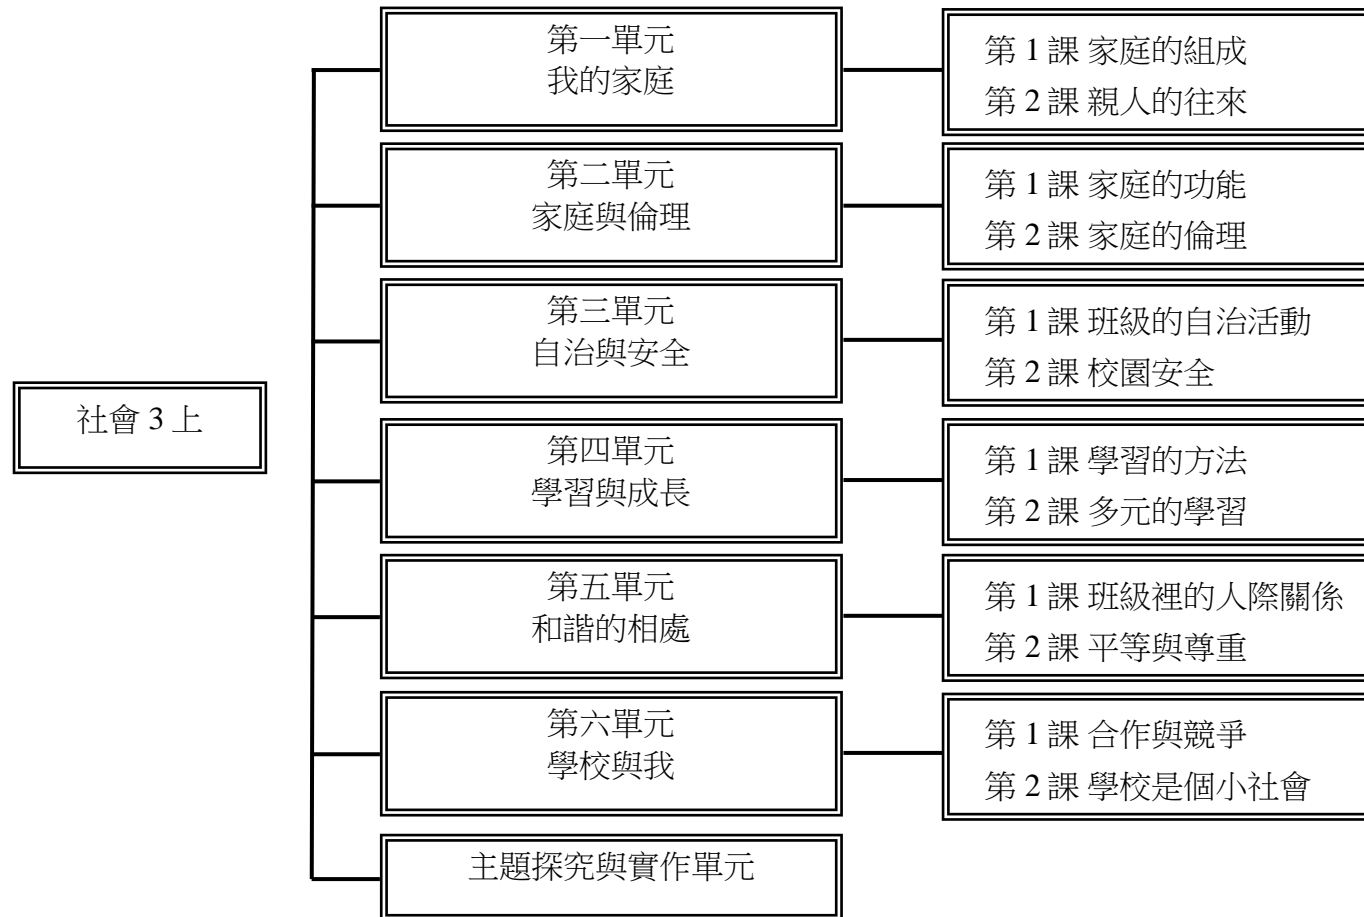 社會 3 上
第一單元
我的家庭
第 1 課 家庭的組成
第 2 課 親人的往來
第二單元
家庭與倫理
第 1 課 家庭的功能
第 2 課 家庭的倫理
第三單元
自治與安全
第 1 課 班級的自治活動
第 2 課 校園安全
第四單元
學習與成長
第 1 課 學習的方法
第 2 課 多元的學習
第五單元
和諧的相處
第 1 課 班級裡的人際關係
第 2 課 平等與尊重
第六單元
學校與我
第 1 課 合作與競爭
第 2 課 學校是個小社會
主題探究與實作單元